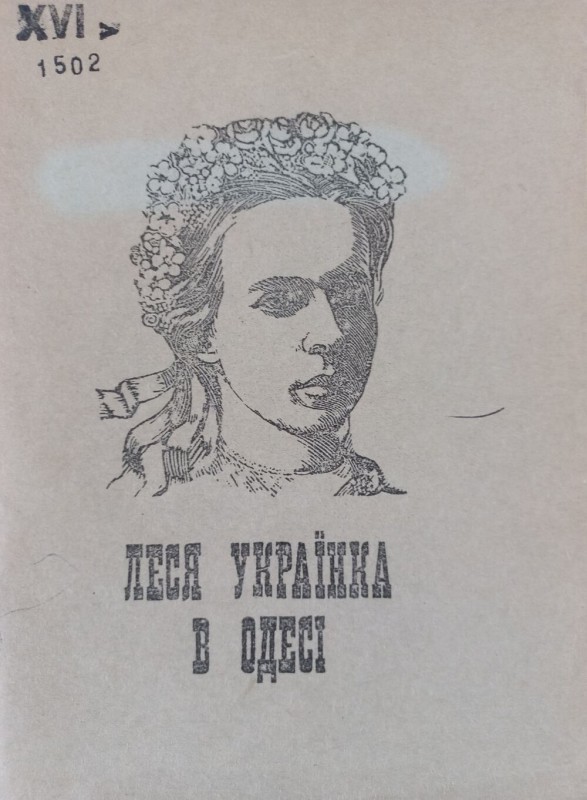 XVI у
1502
ЛЕСЯ УКРАЇНКА
В ОДЕСІ